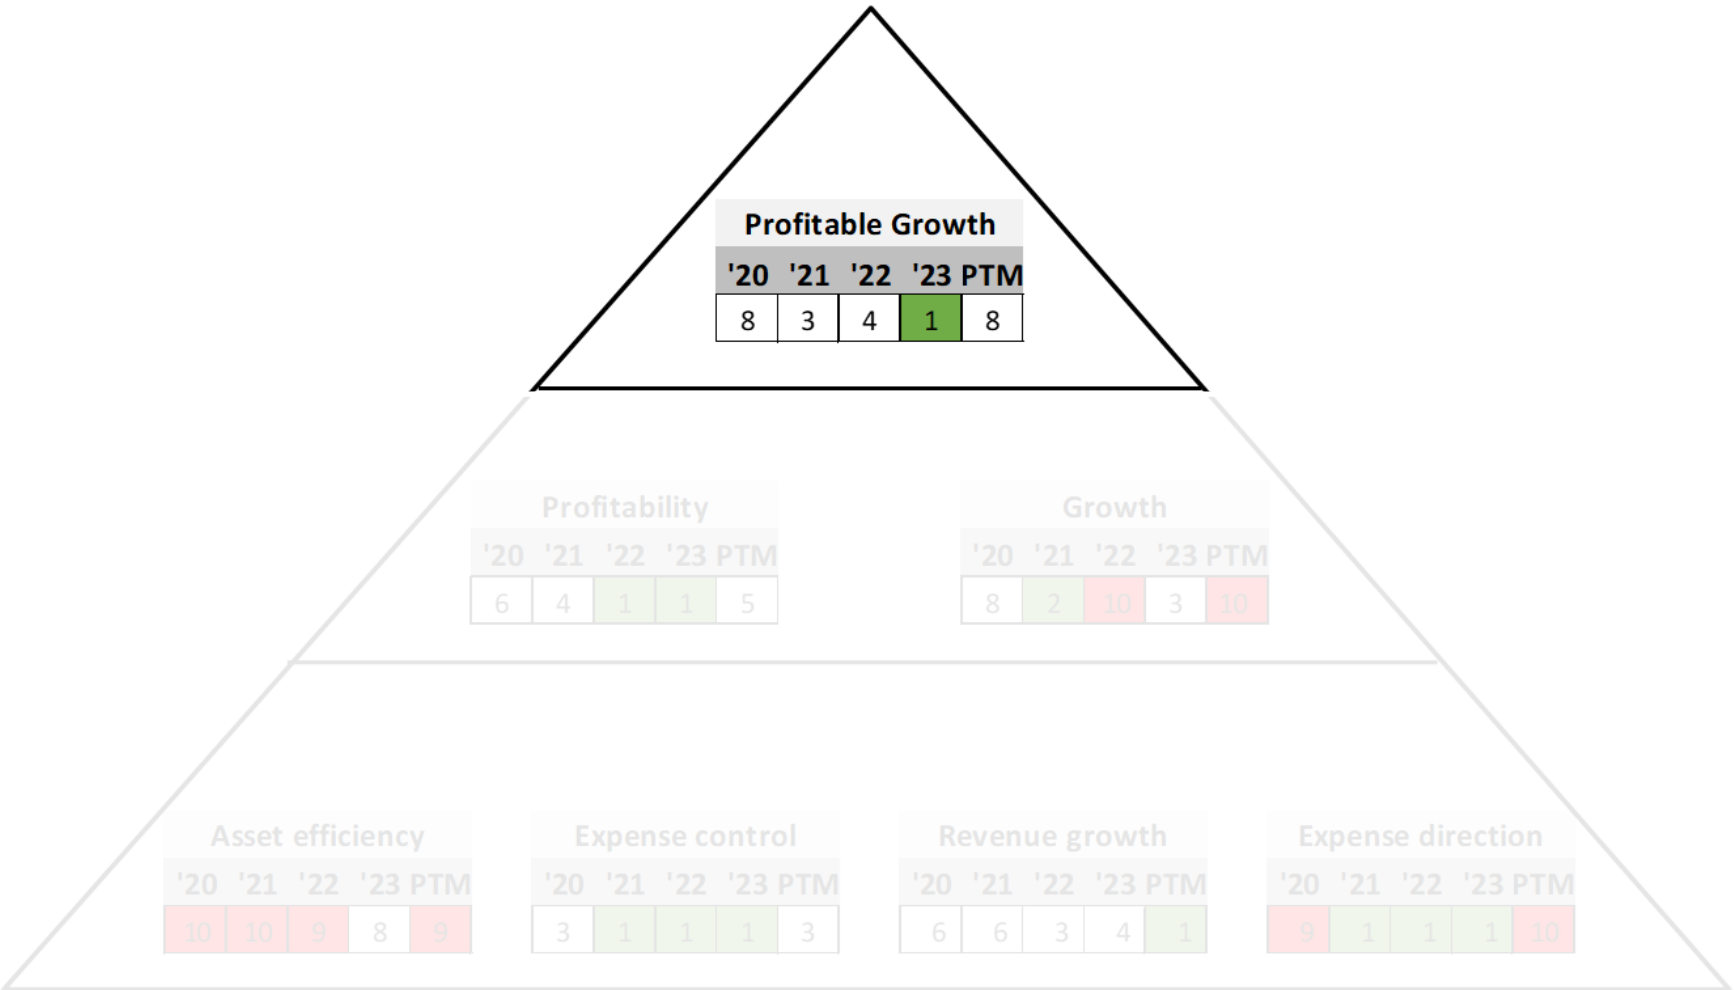 Profitable Growth
'20 '21 '22 '23 PTM
8 3 4 1 8
Profitability
'20 '21 '22 '23 PTM
6 4 1 1 5
Growth
'20 '21 '22 '23 PTM
8 2 10 3 10
Asset efficiency
'20 '21 '22 '23 PTM
10 10 9 8 9
Expense control
'20 '21 '22 '23 PTM
3 1 1 1 3
Revenue growth
'20 '21 '22 '23 PTM
6 6 3 4 1
Expense direction
'20 '21 '22 '23 PTM
9 1 1 1 10